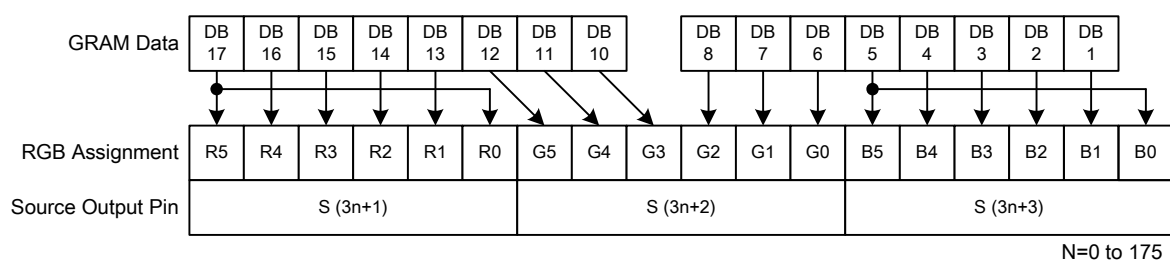 GRAM Data DB 17 DB 16 DB 15 DB 14 DB 13 DB 12 DB 11 DB 10 DB 8 DB 7 DB 6 DB 5 DB 4 DB 3 DB 2 DB 1
RGB Assignment R5 R4 R3 R2 R1 R0 G5 G4 G3 G2 G1 G0 B5 B4 B3 B2 B1 B0
Source Output Pin S (3n+1) S (3n+2) S (3n+3)
N=0 to 175